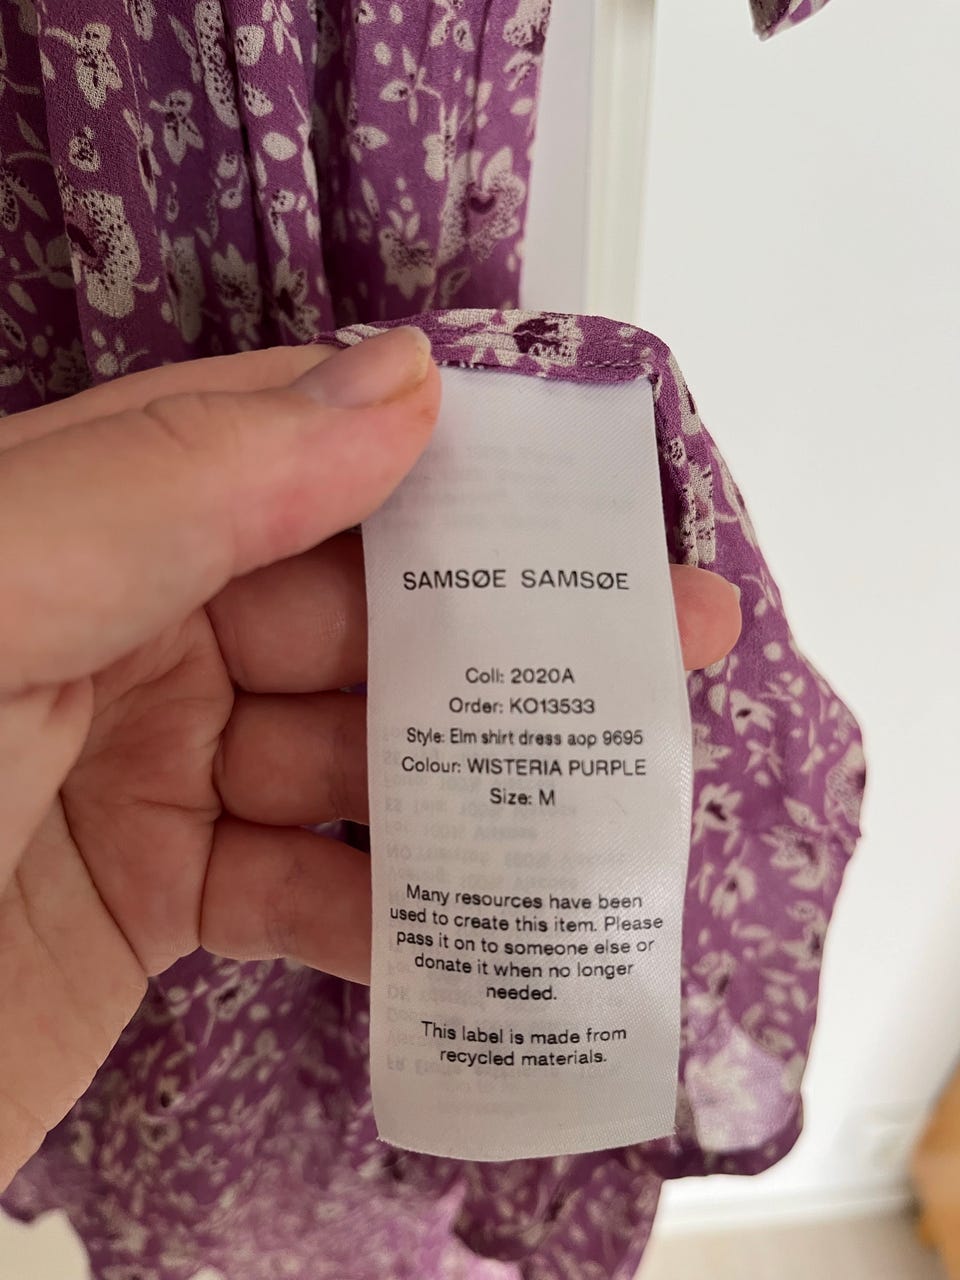 SAMSØE SAMSØE
Coll: 2020A
Order: KO13533
Style: Elm shirt dress aop 9695
Colour: WISTERIA PURPLE
Size: M
Many resources have been
used to create this item. Please
pass it on to someone else or
donate it when no longer
needed.
This label is made from
recycled materials.